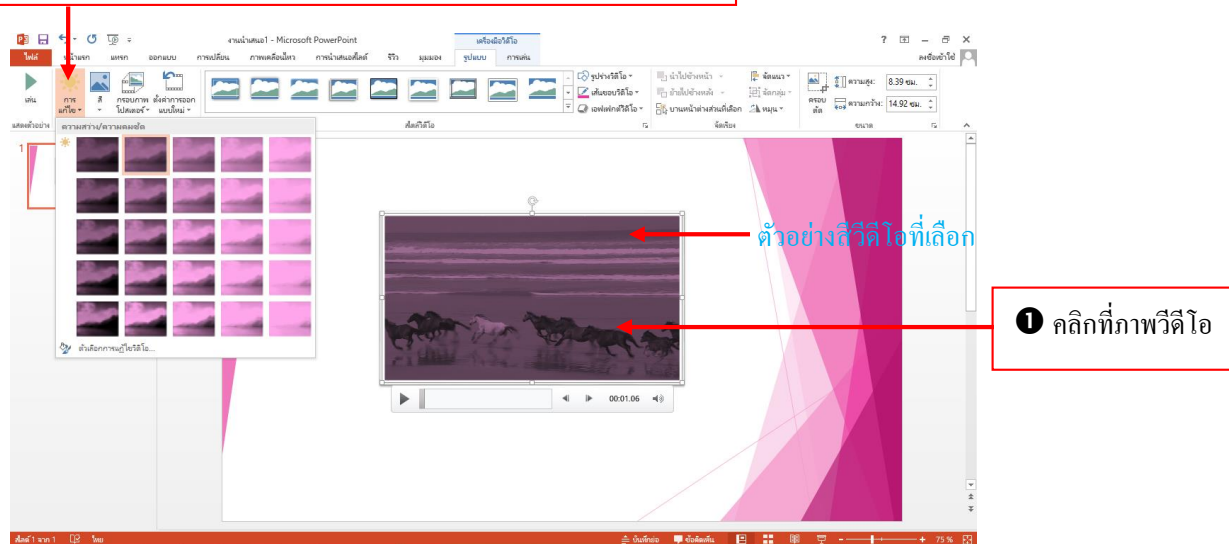 งานนำเสนอ1 - Microsoft PowerPoint
เครื่องมือวิดีโอ
ไฟล์ หน้าแรก แทรก ออกแบบ การเปลี่ยน ภาพเคลื่อนไหว การนำเสนอสไลด์ รีวิว มุมมอง รูปแบบ การเล่น
ลงชื่อเข้าใช้
เล่น
การแก้ไข
สี
กรอบภาพโปสเตอร์
ตั้งค่าการออกแบบใหม่
รูปร่างวิดีโอ
เส้นขอบวิดีโอ
เอฟเฟกต์วิดีโอ
นำไปข้างหน้า
ย้ายไปข้างหลัง
บานหน้าต่างส่วนที่เลือก
จัดแนว
จัดกลุ่ม
หมุน
ครอบตัด
ความสูง: 8.39 ซม.
ความกว้าง: 14.92 ซม.
แสดงตัวอย่าง
สไตล์วิดีโอ
จัดเรียง
ขนาด
ความสว่าง/ความคมชัด
1
ตัวอย่างสีวีดีโอที่เลือก
❶ คลิกที่ภาพวีดีโอ
ตัวเลือกการแก้ไขวิดีโอ...
00:01.06
สไลด์ 1 จาก 1 ไทย บันทึกย่อ ข้อคิดเห็น 75 %